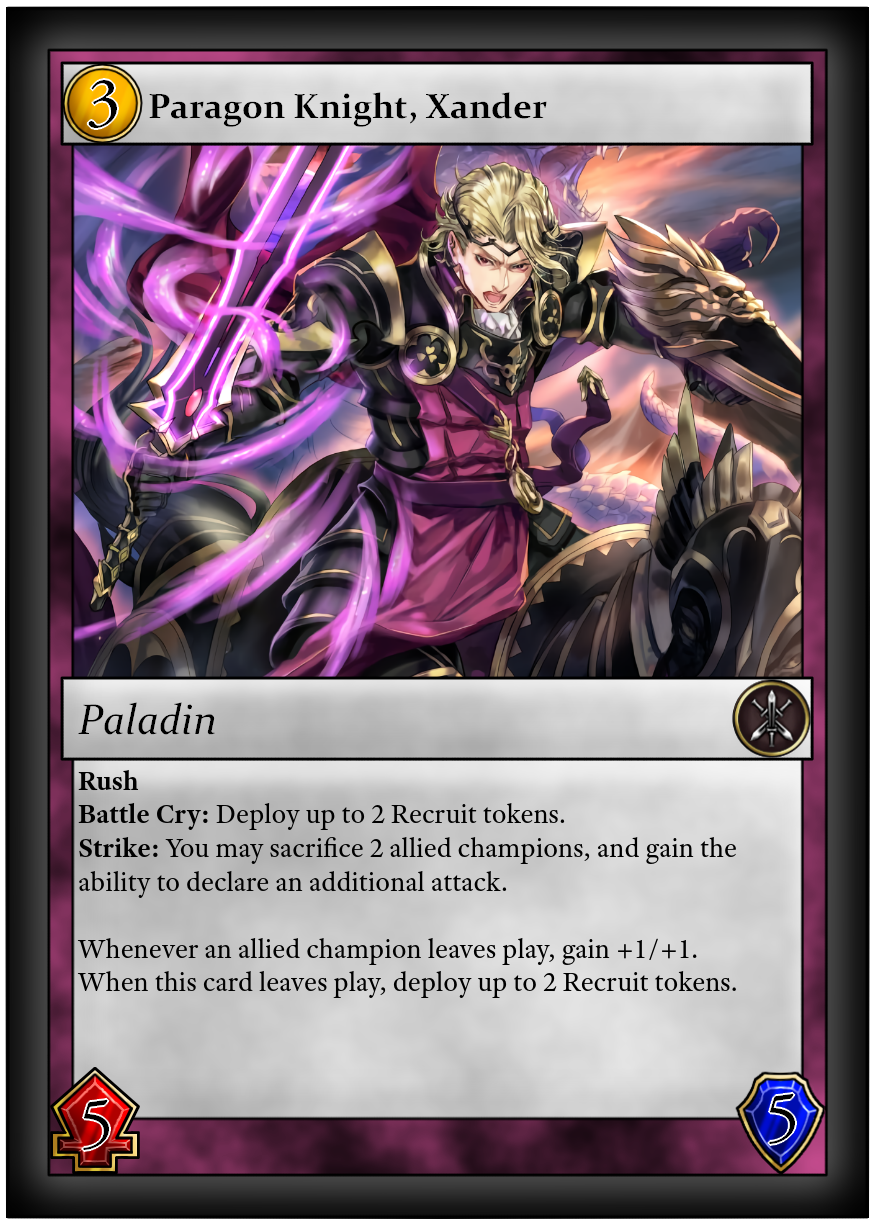 3 Paragon Knight, Xander
Paladin
Rush
Battle Cry: Deploy up to 2 Recruit tokens.
Strike: You may sacrifice 2 allied champions, and gain the
ability to declare an additional attack.
Whenever an allied champion leaves play, gain +1/+1.
When this card leaves play, deploy up to 2 Recruit tokens.
5 5